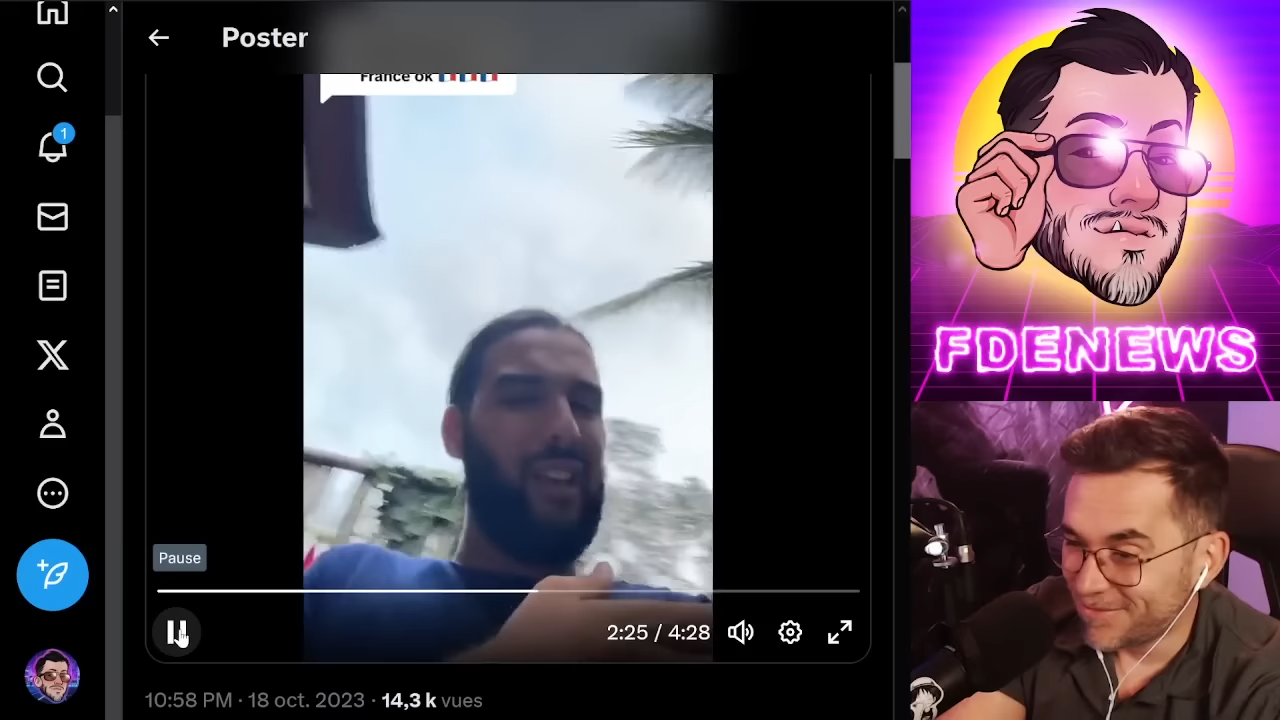 Poster
France ok
1
Pause
2:25 / 4:28
10:58 PM · 18 oct. 2023 · 14,3 k vues
FDENEWS